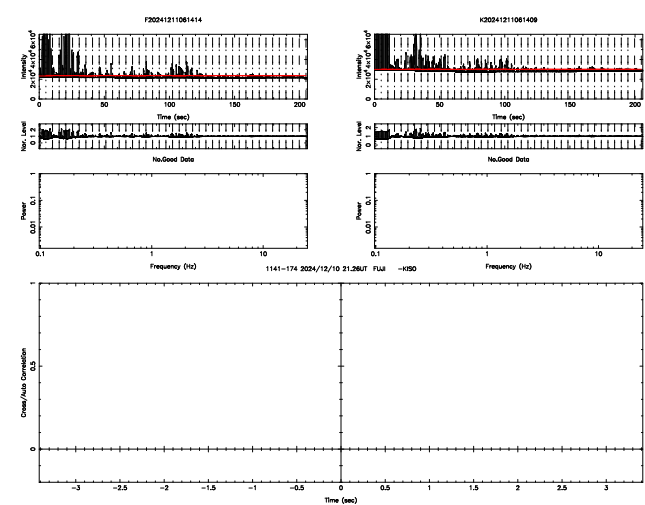 F20241211061414
K20241211061409
Intensity
0 2×10⁴ 4×10⁴ 6×10⁴
0 50 100 150 200
Time (sec)
Intensity
0 2×10⁴ 4×10⁴ 6×10⁴
0 50 100 150 200
Time (sec)
Nor. Level
0 1 2
Nor. Level
0 1 2
No.Good Data
No.Good Data
Power
0.01 0.1 1
0.1 1 10
Frequency (Hz)
Power
0.01 0.1 1
0.1 1 10
Frequency (Hz)
1141-174 2024/12/10 21.26UT FUJI -KISO
Cross/Auto Correlation
0 0.5 1
-3 -2.5 -2 -1.5 -1 -0.5 0 0.5 1 1.5 2 2.5 3
Time (sec)